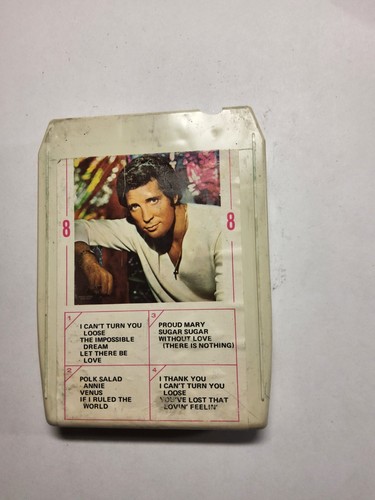 8 8
1
I CAN'T TURN YOU
LOOSE
THE IMPOSSIBLE
DREAM
LET THERE BE
LOVE
3
PROUD MARY
SUGAR SUGAR
WITHOUT LOVE
(THERE IS NOTHING)
2
POLK SALAD
ANNIE
VENUS
IF I RULED THE
WORLD
4
I THANK YOU
I CAN'T TURN YOU
LOOSE
YOU'VE LOST THAT
LOVIN' FEELIN'